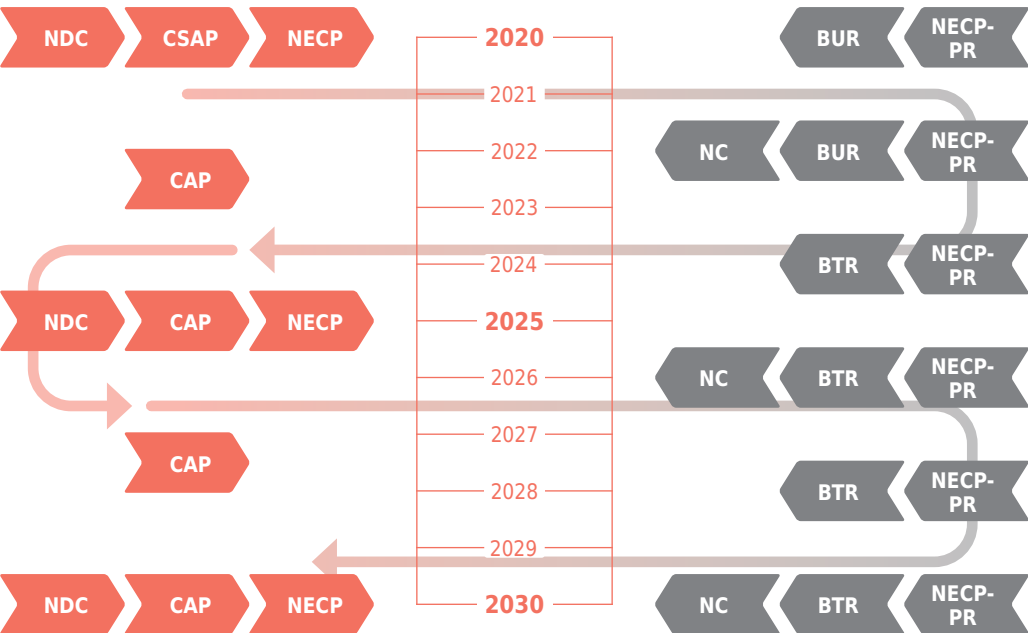 NDC CSAP NECP 2020 BUR NECP-
PR
2021
2022 NC BUR NECP-
PR
CAP
2023
2024 BTR NECP-
PR
NDC CAP NECP 2025
2026 NC BTR NECP-
PR
2027
CAP
2028 BTR NECP-
PR
2029
NDC CAP NECP 2030 NC BTR NECP-
PR